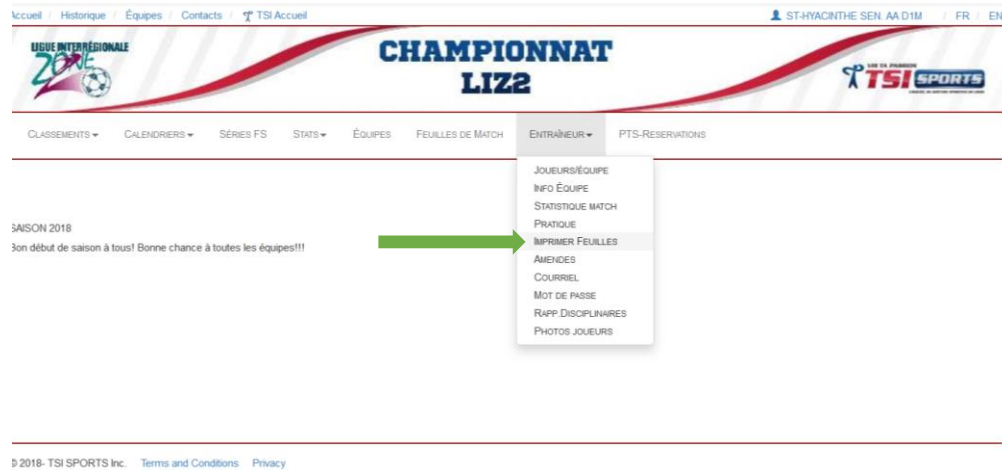 Accueil / Historique / Équipes / Contacts / TSI Accueil
ST-HYACINTHE SEN. AA D1M / FR / EN
LIGUE INTERRÉGIONALE
ZONE
CHAMPIONNAT
LIZ2
TSI SPORTS
CLASSEMENTS CALENDRIERS SÉRIES FS STATS ÉQUIPES FEUILLES DE MATCH ENTRAÎNEUR PTS-RESERVATIONS
JOUEURS/ÉQUIPE
INFO ÉQUIPE
STATISTIQUE MATCH
PRATIQUE
IMPRIMER FEUILLES
AMENDES
COURRIEL
MOT DE PASSE
RAPP.DISCIPLINAIRES
PHOTOS JOUEURS
SAISON 2018
Bon début de saison à tous! Bonne chance à toutes les équipes!!!
© 2018- TSI SPORTS Inc. Terms and Conditions Privacy